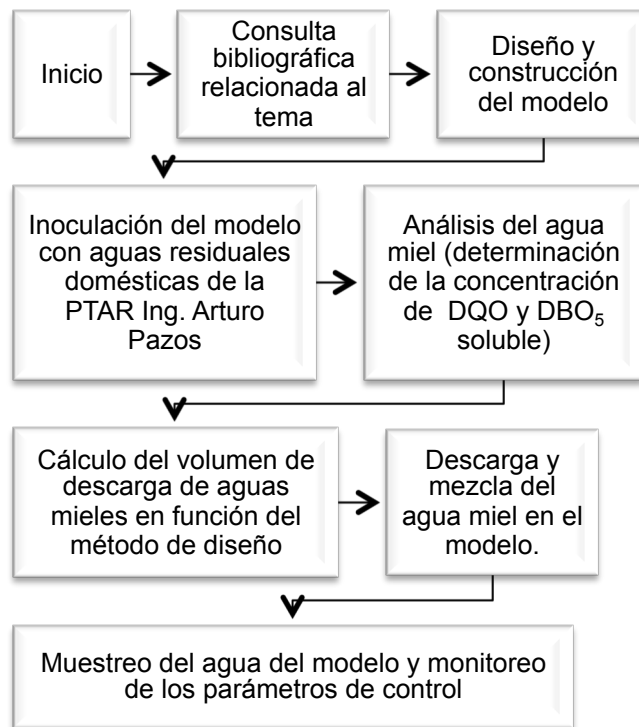 Inicio
Consulta
bibliográfica
relacionada al
tema
Diseño y
construcción
del modelo
Inoculación del modelo
con aguas residuales
domésticas de la
PTAR Ing. Arturo
Pazos
Análisis del agua
miel (determinación
de la concentración
de DQO y DBO₅
soluble)
Cálculo del volumen de
descarga de aguas
mieles en función del
método de diseño
Descarga y
mezcla del
agua miel en el
modelo.
Muestreo del agua del modelo y monitoreo
de los parámetros de control